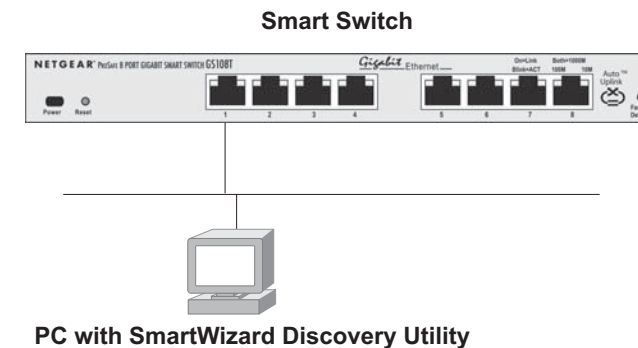 Smart Switch
NETGEAR ProSafe 8 PORT GIGABIT SMART SWITCH GS108T
Gigabit Ethernet
On=Link Both=1000M
Blink=ACT 100M 10M
Auto ™
Uplink
Power Reset
1 2 3 4 5 6 7 8
PC with SmartWizard Discovery Utility